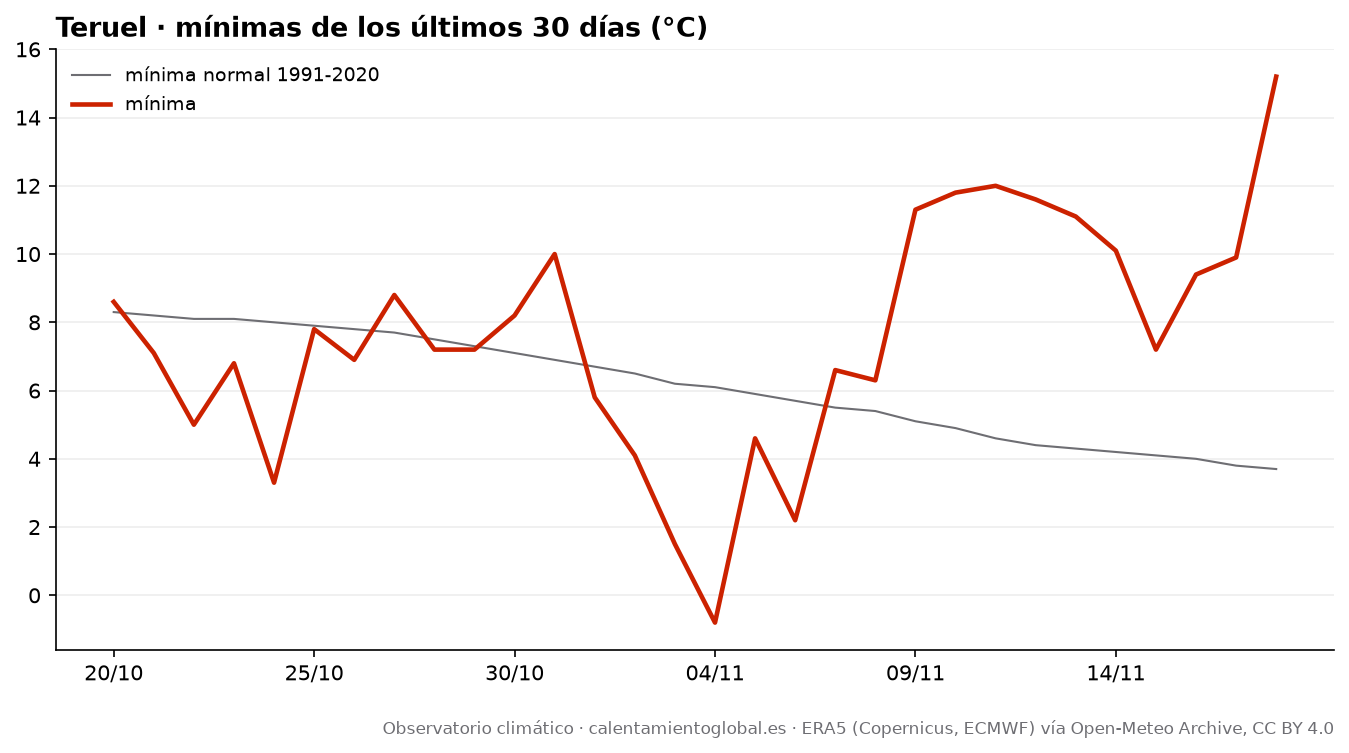 Teruel · mínimas de los últimos 30 días (°C)
16
14
12
10
8
6
4
2
0
mínima normal 1991-2020
mínima
20/10 25/10 30/10 04/11 09/11 14/11
Observatorio climático · calentamientoglobal.es · ERA5 (Copernicus, ECMWF) vía Open-Meteo Archive, CC BY 4.0